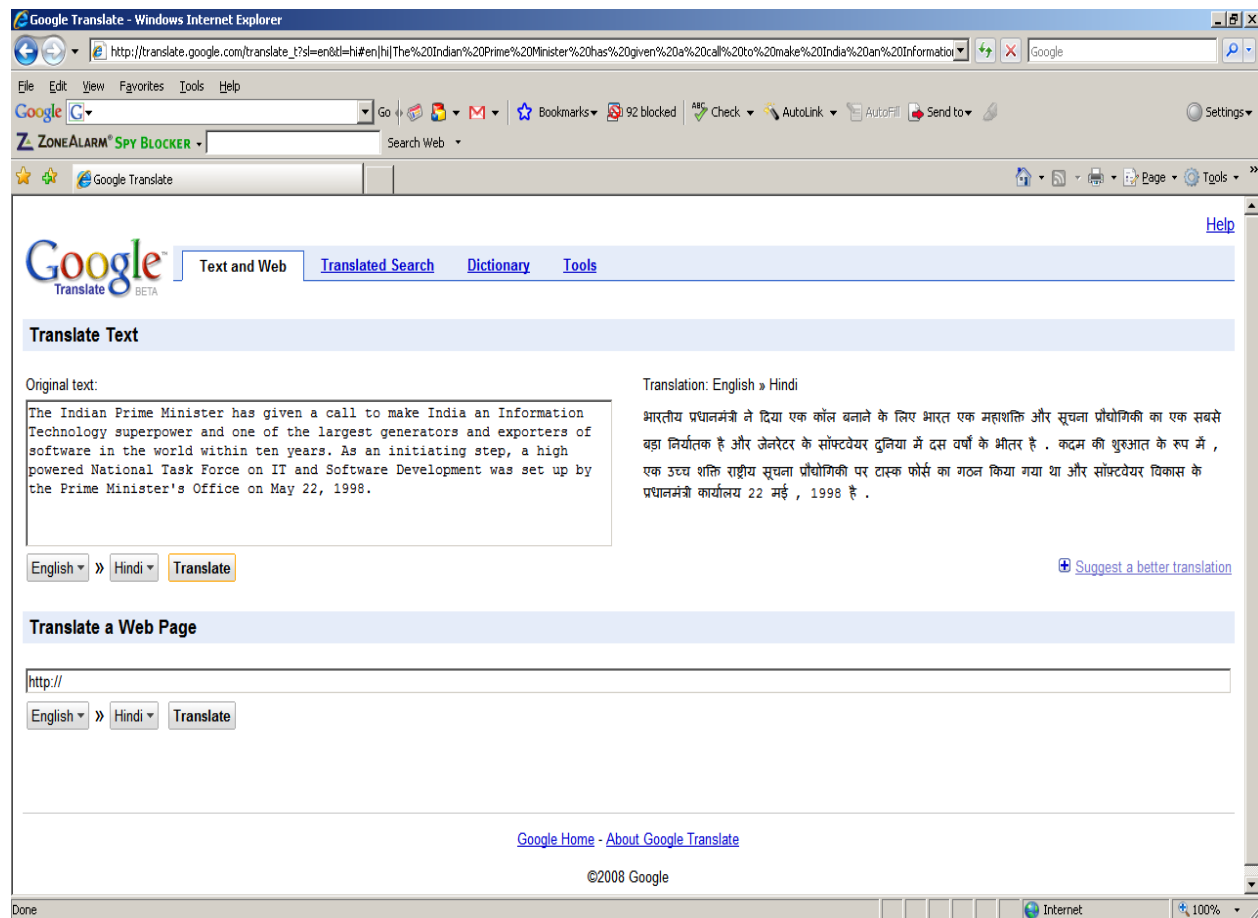 Google Translate - Windows Internet Explorer
http://translate.google.com/translate_t?sl=en&tl=hi#en|hi|The%20Indian%20Prime%20Minister%20has%20given%20a%20call%20to%20make%20India%20an%20Information
Google
File Edit View Favorites Tools Help
Google G Go Bookmarks 92 blocked ABC Check AutoLink AutoFill Send to Settings
ZA ZONEALARM® SPY BLOCKER Search Web
Google Translate Page Tools »
Help
Google™ Translate BETA Text and Web Translated Search Dictionary Tools
Translate Text
Original text:
The Indian Prime Minister has given a call to make India an Information
Technology superpower and one of the largest generators and exporters of
software in the world within ten years. As an initiating step, a high
powered National Task Force on IT and Software Development was set up by
the Prime Minister's Office on May 22, 1998.
Translation: English » Hindi
भारतीय प्रधानमंत्री ने दिया एक कॉल बनाने के लिए भारत एक महाशक्ति और सूचना प्रौद्योगिकी का एक सबसे
बड़ा निर्यातक है और जेनरेटर के सॉफ्टवेयर दुनिया में दस वर्षों के भीतर है . कदम की शुरुआत के रूप में ,
एक उच्च शक्ति राष्ट्रीय सूचना प्रौद्योगिकी पर टास्क फोर्स का गठन किया गया था और सॉफ़्टवेयर विकास के
प्रधानमंत्री कार्यालय 22 मई , 1998 है .
English » Hindi Translate
Suggest a better translation
Translate a Web Page
http://
English » Hindi Translate
Google Home - About Google Translate
©2008 Google
Done Internet 100%